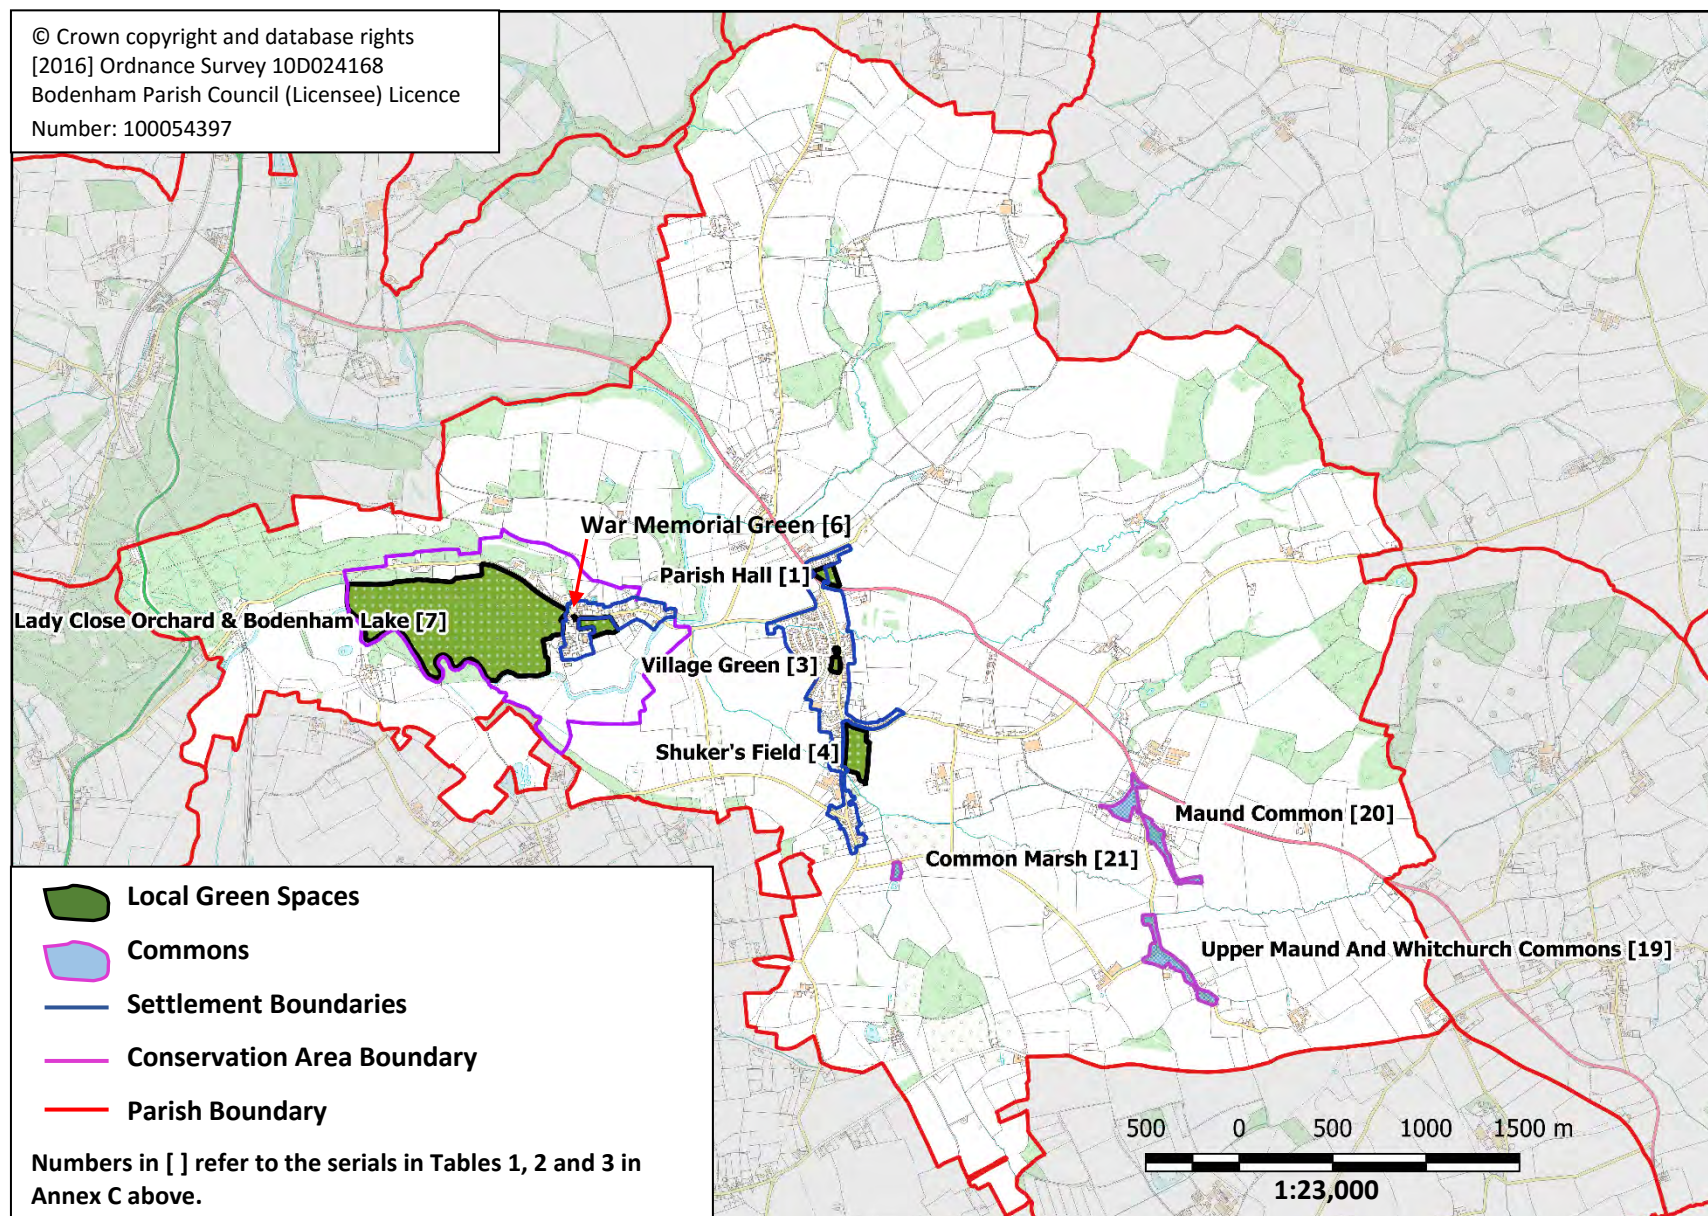 © Crown copyright and database rights
[2016] Ordnance Survey 10D024168
Bodenham Parish Council (Licensee) Licence
Number: 100054397
War Memorial Green [6]
Parish Hall [1]
Lady Close Orchard & Bodenham Lake [7]
Village Green [3]
Shuker's Field [4]
Maund Common [20]
Common Marsh [21]
Upper Maund And Whitchurch Commons [19]
Local Green Spaces
Commons
Settlement Boundaries
Conservation Area Boundary
Parish Boundary
Numbers in [ ] refer to the serials in Tables 1, 2 and 3 in
Annex C above.
500 0 500 1000 1500 m
1:23,000